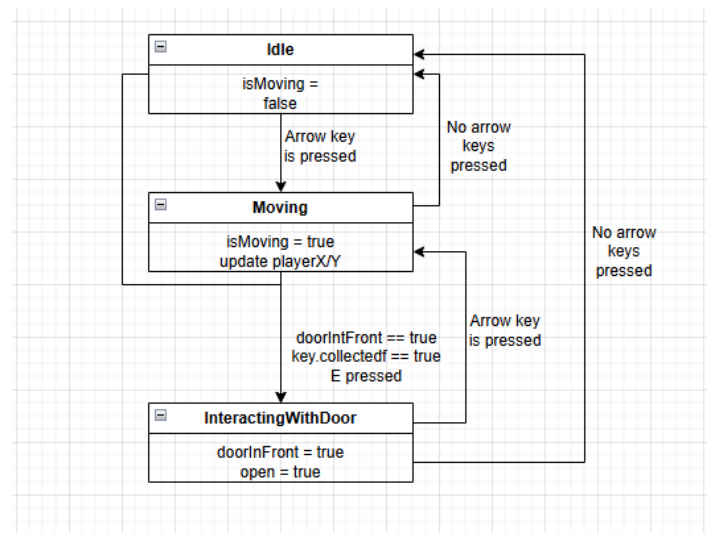 Idle
isMoving =
false
Arrow key
is pressed
No arrow
keys
pressed
Moving
isMoving = true
update playerX/Y
No arrow
keys
pressed
Arrow key
is pressed
doorIntFront == true
key.collectedf == true
E pressed
InteractingWithDoor
doorInFront = true
open = true